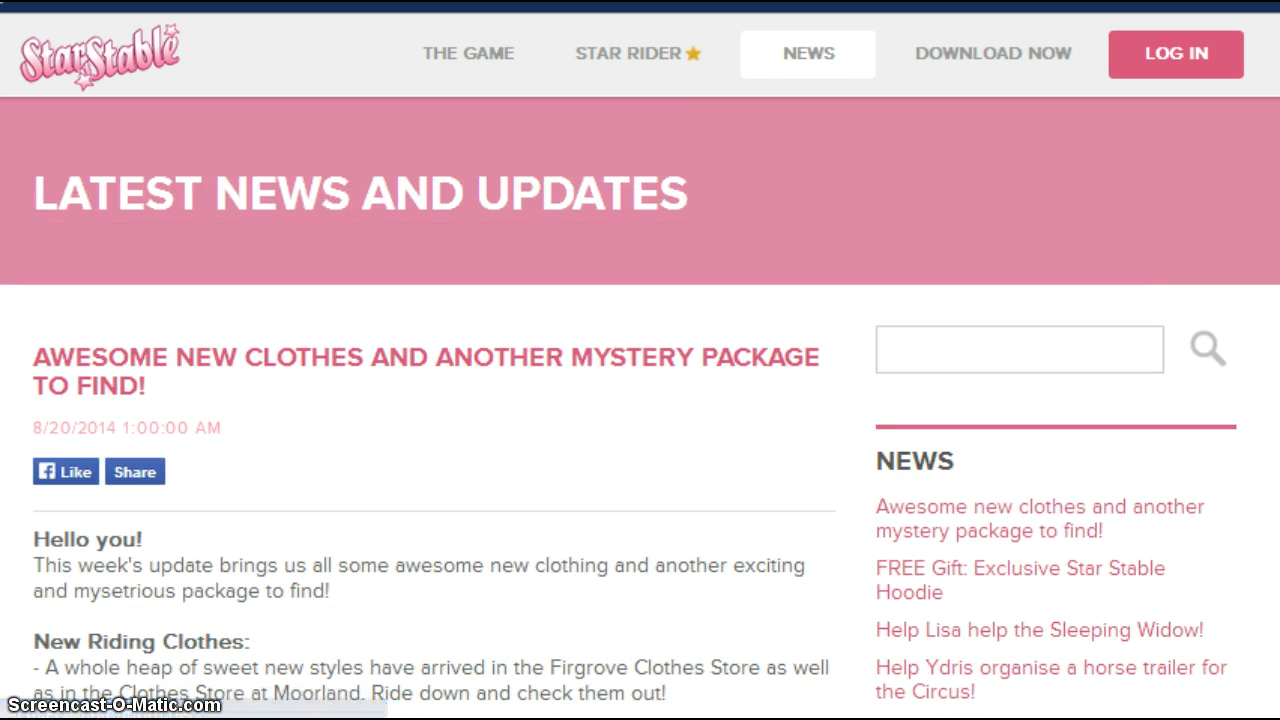 StarStable
THE GAME
STAR RIDER
NEWS
DOWNLOAD NOW
LOG IN
LATEST NEWS AND UPDATES
AWESOME NEW CLOTHES AND ANOTHER MYSTERY PACKAGE
TO FIND!
8/20/2014 1:00:00 AM
Like
Share
Hello you!
This week's update brings us all some awesome new clothing and another exciting
and mysetrious package to find!
New Riding Clothes:
- A whole heap of sweet new styles have arrived in the Firgrove Clothes Store as well
as in the Clothes Store at Moorland. Ride down and check them out!
NEWS
Awesome new clothes and another
mystery package to find!
FREE Gift: Exclusive Star Stable
Hoodie
Help Lisa help the Sleeping Widow!
Help Ydris organise a horse trailer for
the Circus!
Screencast-O-Matic.com